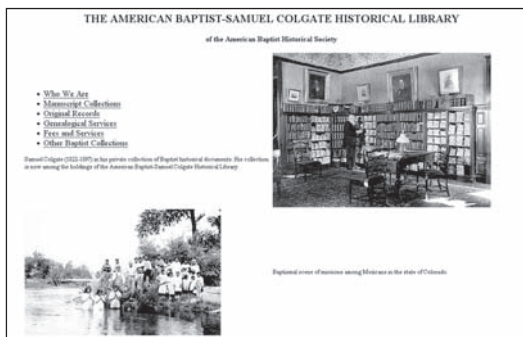 THE AMERICAN BAPTIST-SAMUEL COLGATE HISTORICAL LIBRARY
of the American Baptist Historical Society
Who We Are
Manuscript Collections
Original Records
Genealogical Services
Fees and Services
Other Baptist Collections
Samuel Colgate (1822-1897) in his private collection of Baptist historical documents. His collection
is now among the holdings of the American Baptist-Samuel Colgate Historical Library
Baptismal scene of missions among Mexicans in the state of Colorado